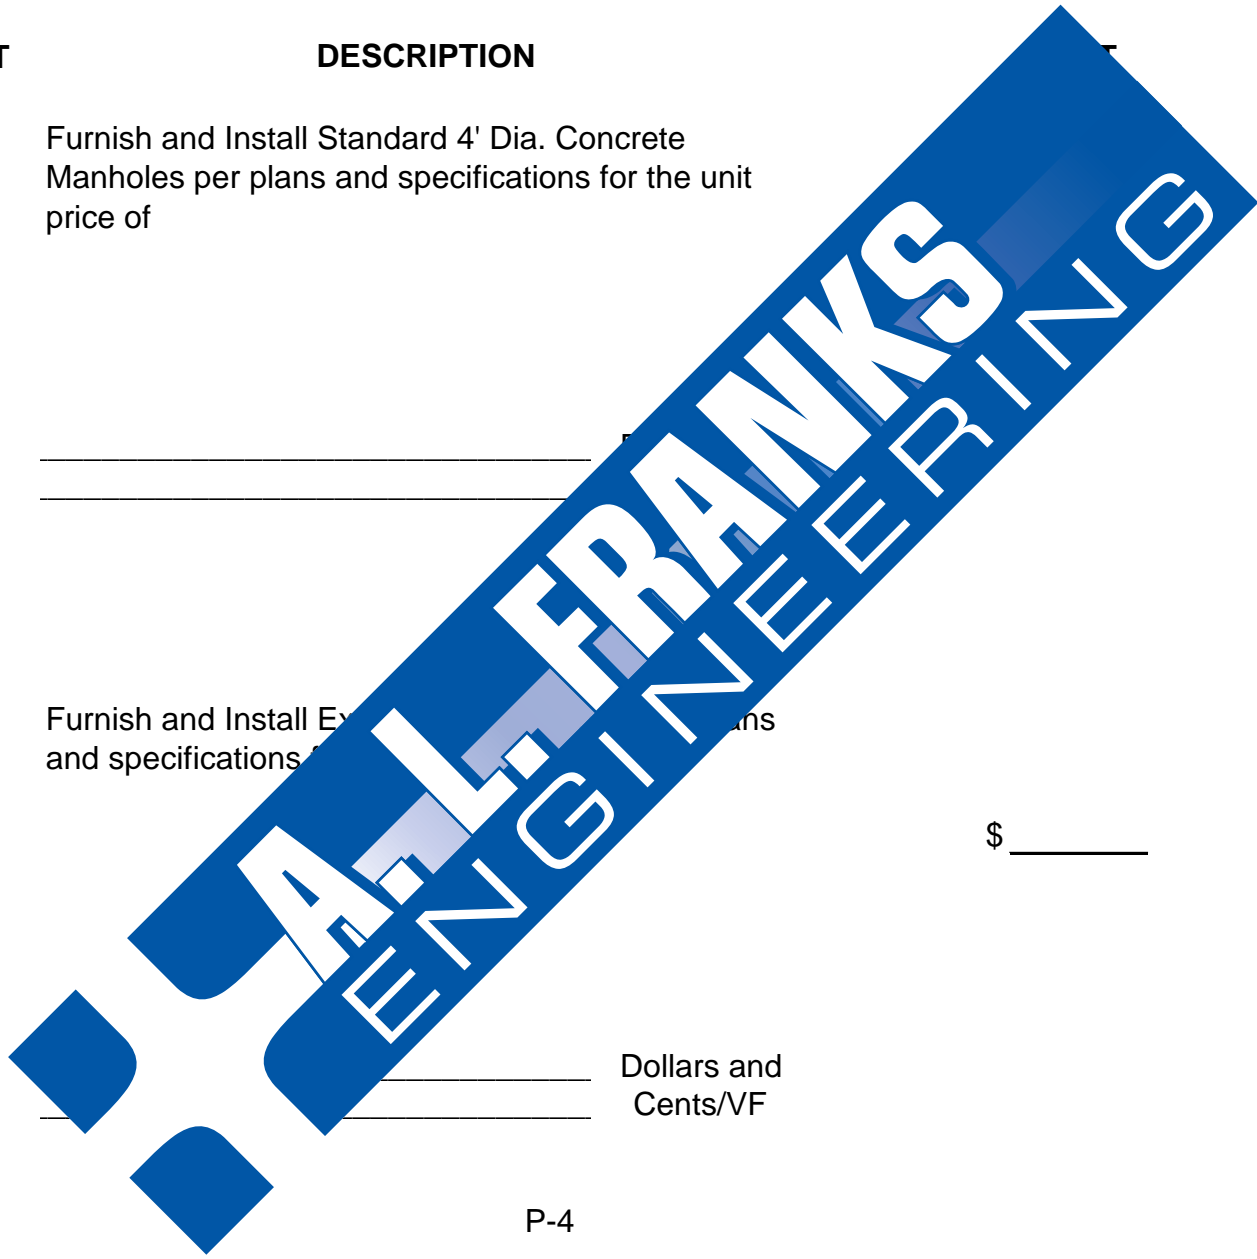 DESCRIPTION
Furnish and Install Standard 4' Dia. Concrete
Manholes per plans and specifications for the unit
price of
Furnish and Install
and specifications
$
Dollars and
Cents/VF
P-4
A.L. FRANKS
ENGINEERING